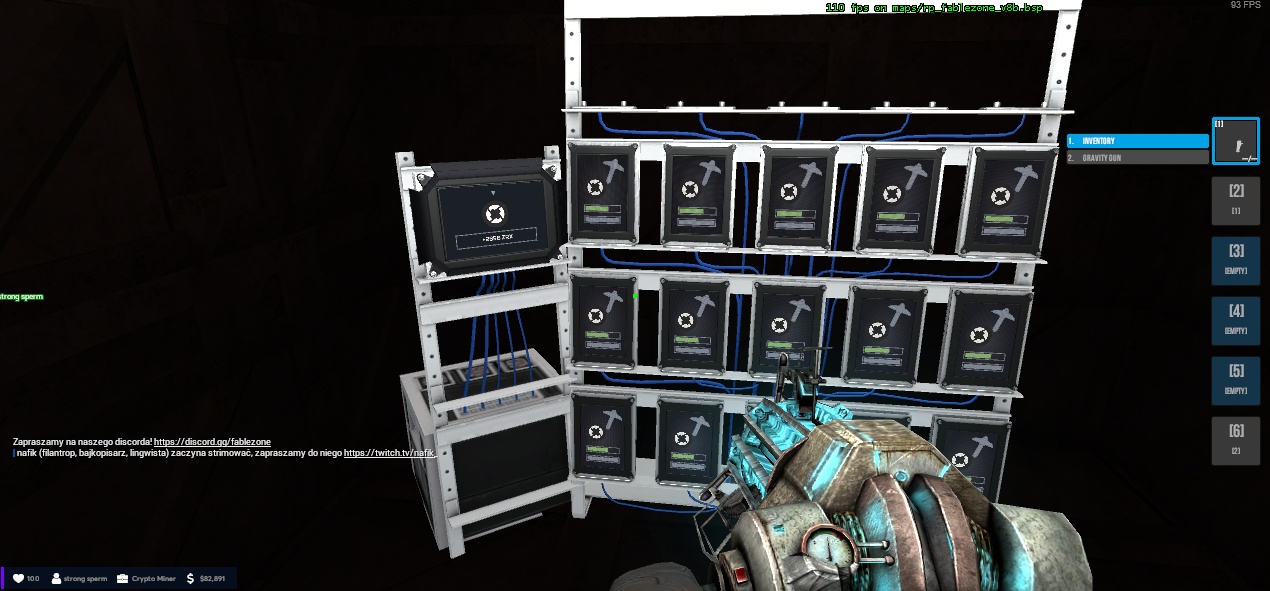 110 fps on maps/rp_fablezone_v8b.bsp
93 FPS
[1]
1. INVENTORY
2. GRAVITY GUN
[2]
[1]
[3]
[EMPTY]
[4]
[EMPTY]
[5]
[EMPTY]
[6]
[2]
strong sperm
Zapraszamy na naszego discorda! https://discord.gg/fablezone
nafik (filantrop, bajkopisarz, lingwista) zaczyna strimować, zapraszamy do niego https://twitch.tv/nafik_
100 strong sperm Crypto Miner $ $82,891